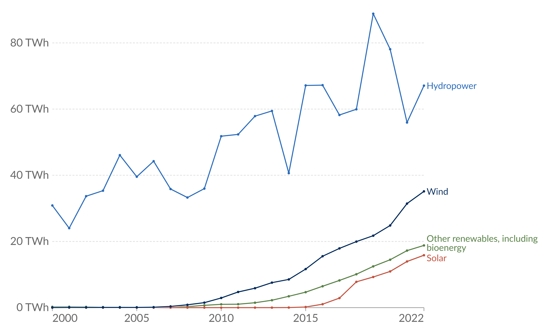 80 TWh
60 TWh
40 TWh
20 TWh
0 TWh
Hydropower
Wind
Other renewables, including
bioenergy
Solar
2000
2005
2010
2015
2022